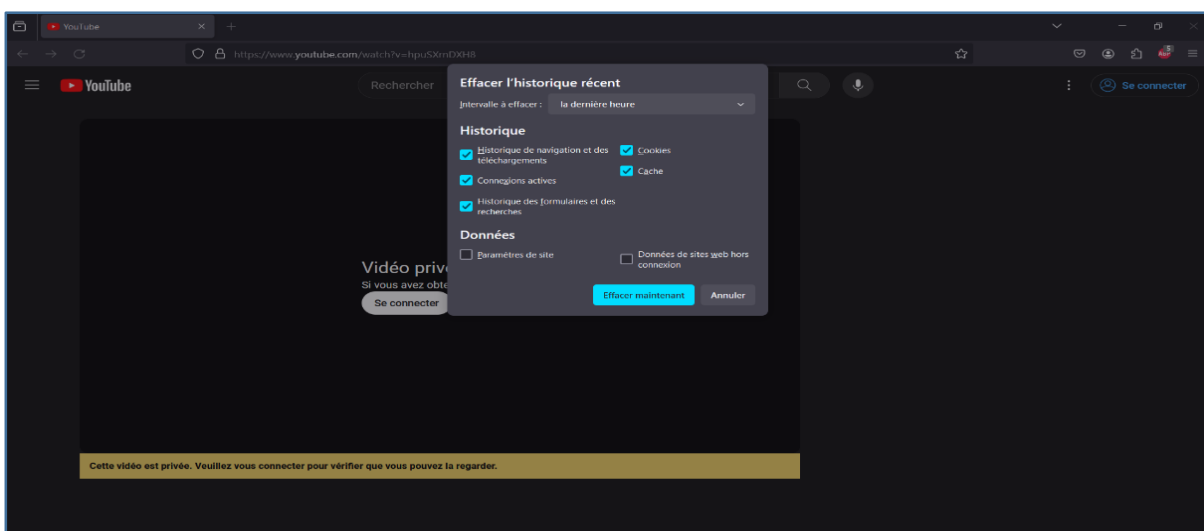 YouTube
https://www.youtube.com/watch?v=hpuSXrnDXH8
5
YouTube
Rechercher
Se connecter
Effacer l'historique récent
Intervalle à effacer : la dernière heure
Historique
Historique de navigation et des
téléchargements
Cookies
Cache
Connexions actives
Historique des formulaires et des
recherches
Données
Paramètres de site
Données de sites web hors
connexion
Effacer maintenant Annuler
Vidéo priv
Si vous avez obte
Se connecter
Cette vidéo est privée. Veuillez vous connecter pour vérifier que vous pouvez la regarder.